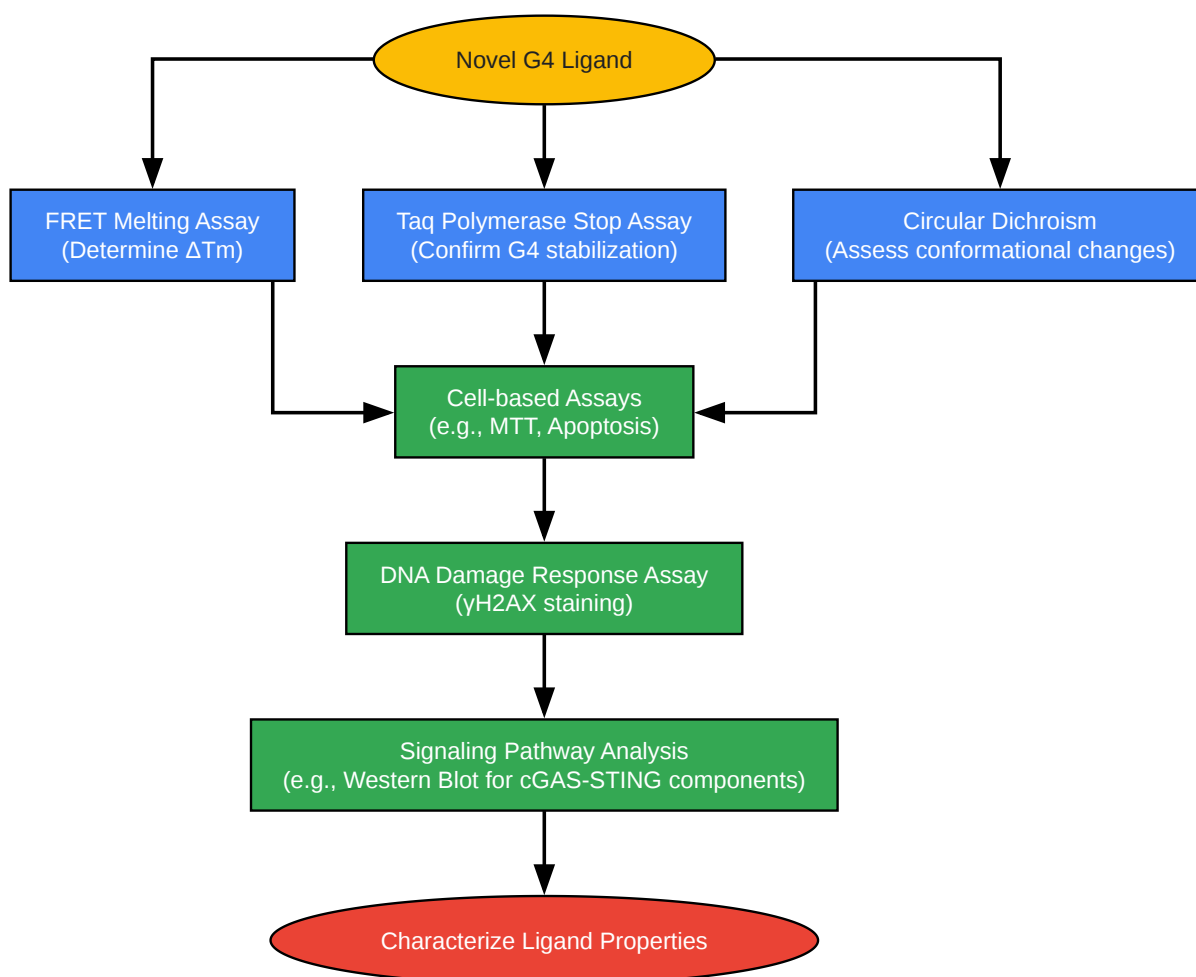 Novel G4 Ligand
FRET Melting Assay
(Determine ΔTm)
Taq Polymerase Stop Assay
(Confirm G4 stabilization)
Circular Dichroism
(Assess conformational changes)
Cell-based Assays
(e.g., MTT, Apoptosis)
DNA Damage Response Assay
(γH2AX staining)
Signaling Pathway Analysis
(e.g., Western Blot for cGAS-STING components)
Characterize Ligand Properties